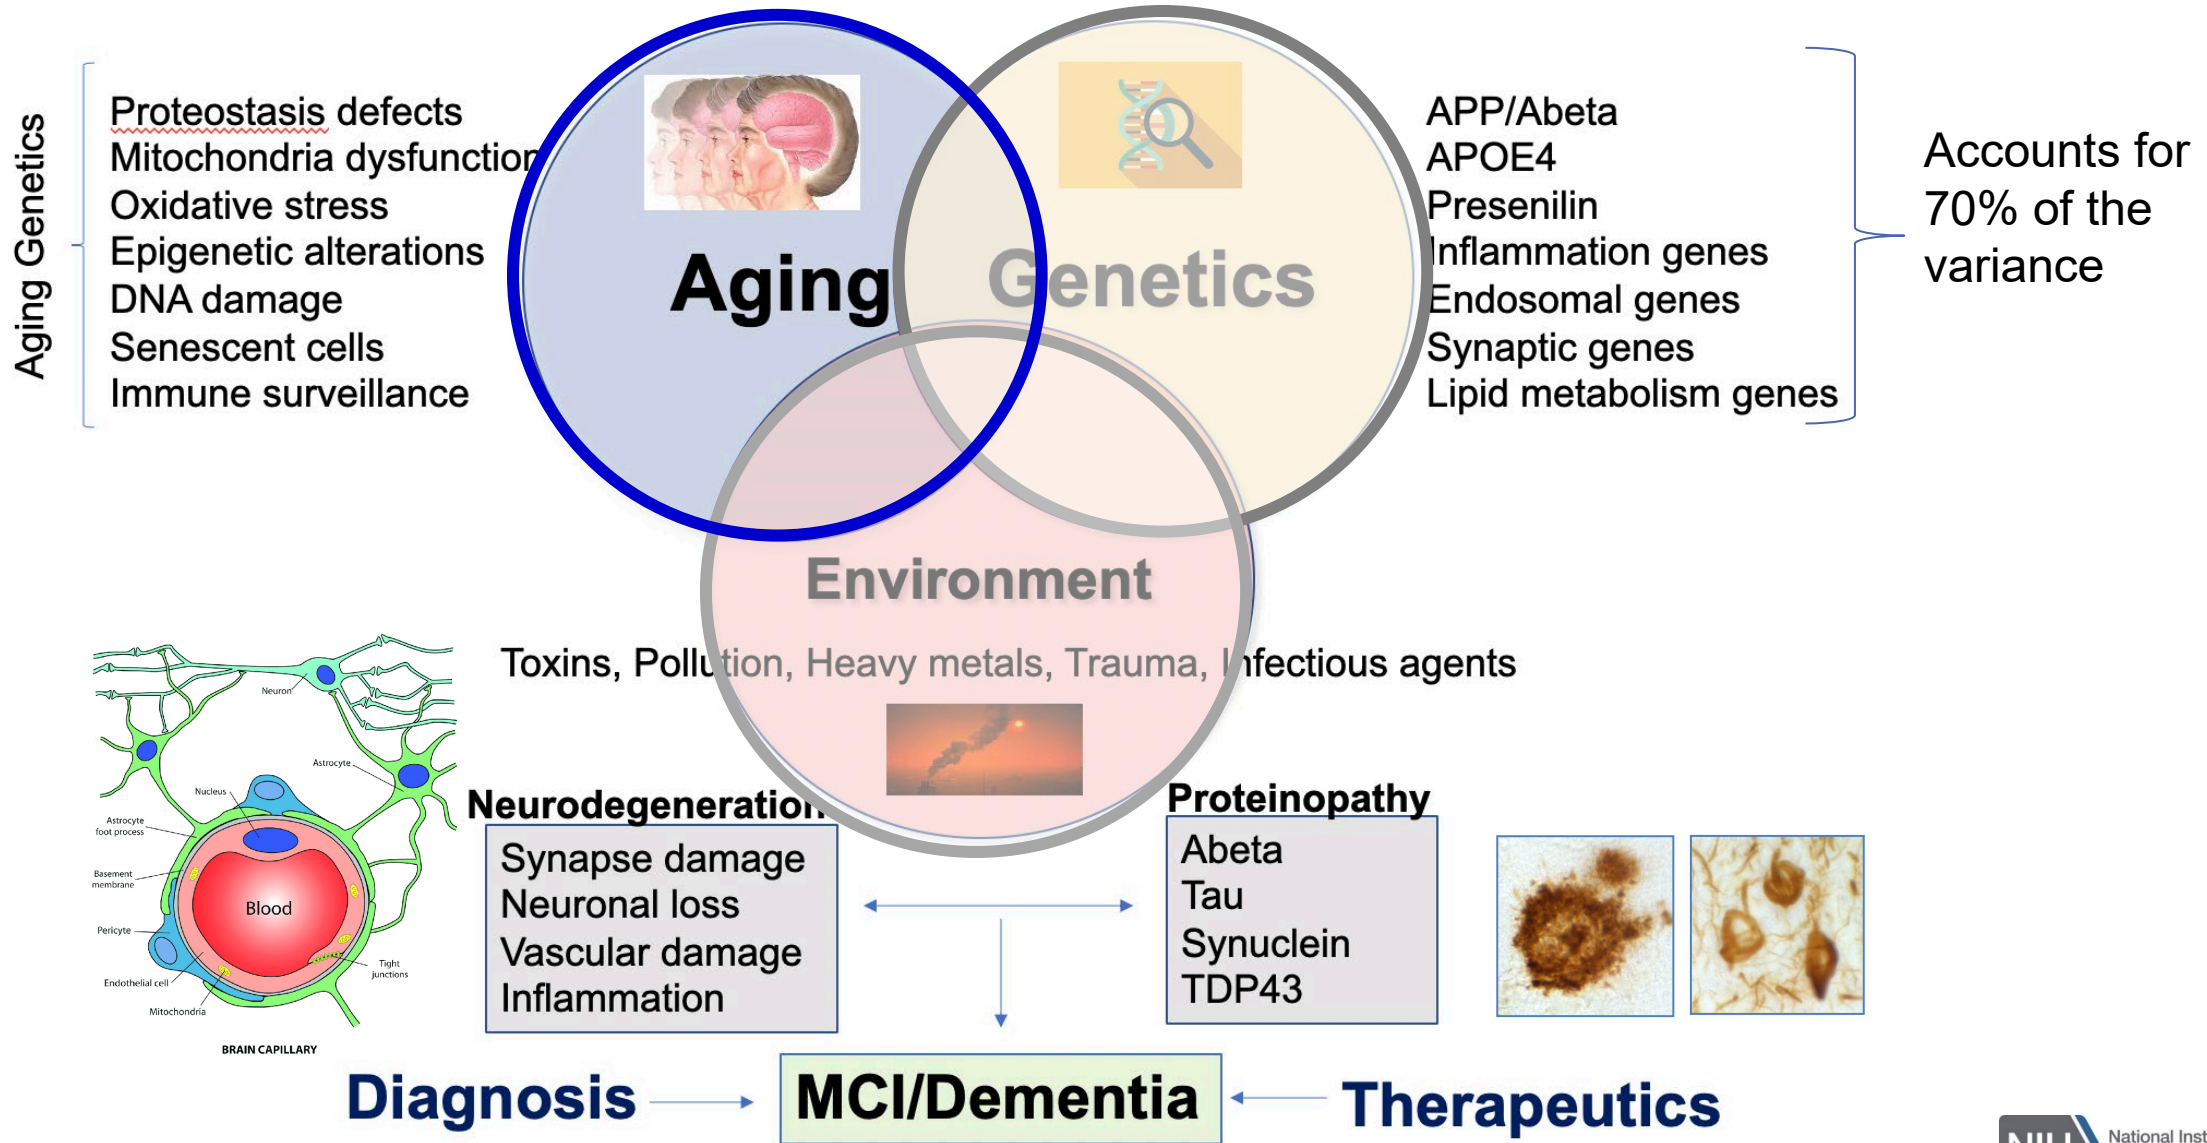 Aging Genetics
Proteostasis defects
Mitochondria dysfunction
Oxidative stress
Epigenetic alterations
DNA damage
Senescent cells
Immune surveillance
Aging
Genetics
APP/Abeta
APOE4
Presenilin
Inflammation genes
Endosomal genes
Synaptic genes
Lipid metabolism genes
Accounts for
70% of the
variance
Environment
Toxins, Pollution, Heavy metals, Trauma, Infectious agents
Neuron
Astrocyte
Nucleus
Astrocyte
foot process
Basement
membrane
Blood
Pericyte
Tight
junctions
Endothelial cell
Mitochondria
BRAIN CAPILLARY
Neurodegeneration
Synapse damage
Neuronal loss
Vascular damage
Inflammation
Proteinopathy
Abeta
Tau
Synuclein
TDP43
Diagnosis
MCI/Dementia
Therapeutics
NIH
National Inst